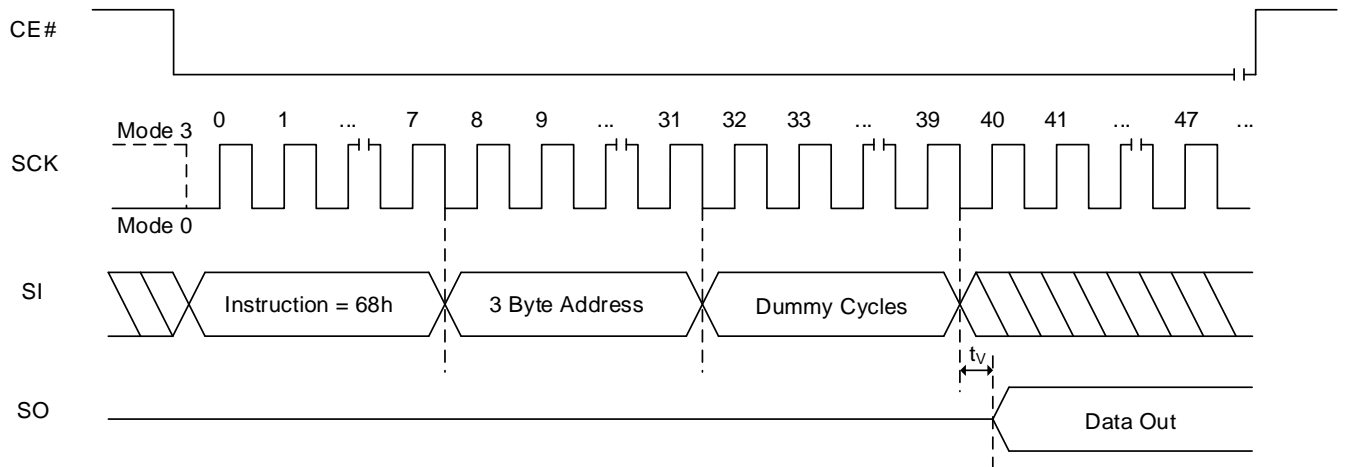 CE#
0 1 ... 7 8 9 ... 31 32 33 ... 39 40 41 ... 47 ...
Mode 3
SCK
Mode 0
SI
Instruction = 68h 3 Byte Address Dummy Cycles
tV
SO
Data Out